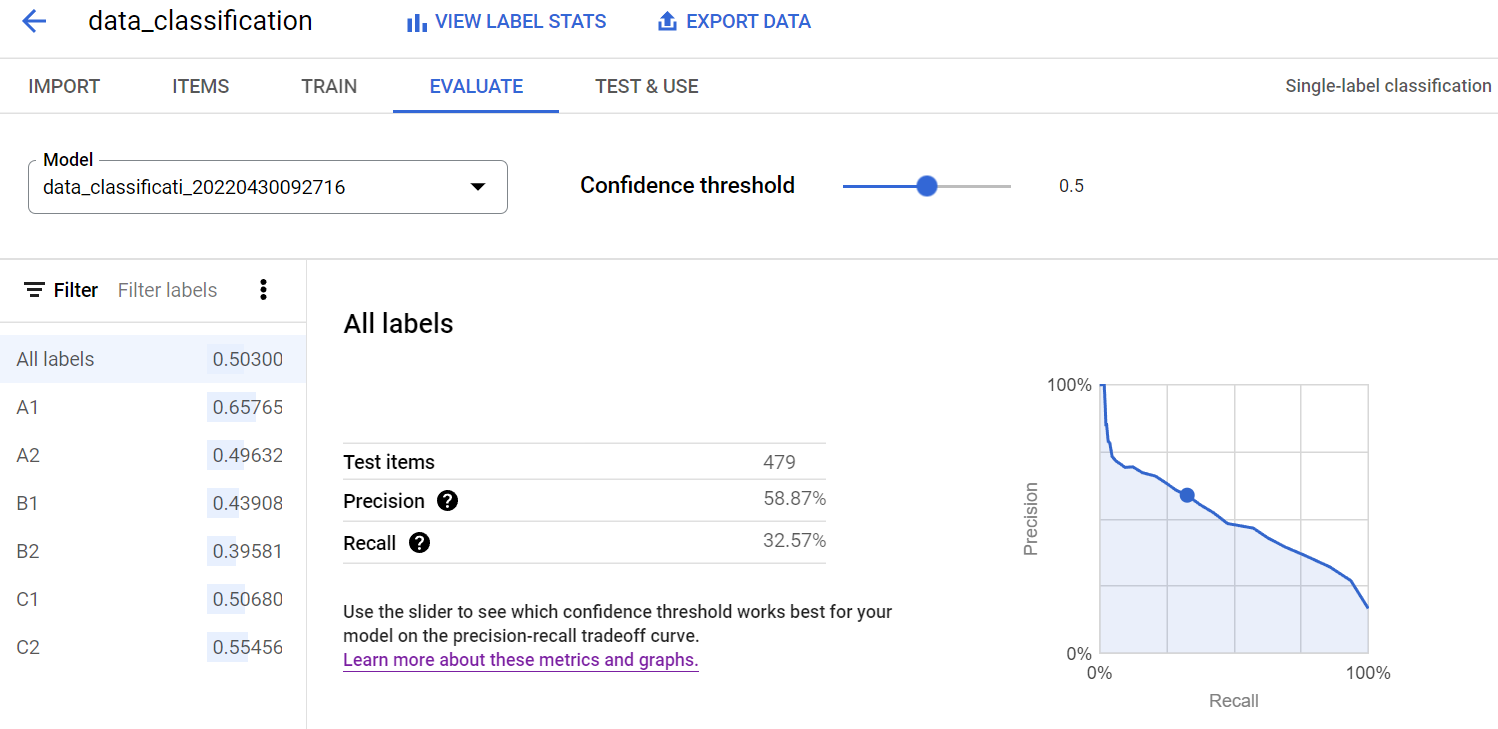 data_classification
VIEW LABEL STATS
EXPORT DATA
IMPORT
ITEMS
TRAIN
EVALUATE
TEST & USE
Single-label classification
Model
data_classificati_20220430092716
Confidence threshold
0.5
Filter
Filter labels
All labels 0.50300
A1 0.65765
A2 0.49632
B1 0.43908
B2 0.39581
C1 0.50680
C2 0.55456
All labels
Test items 479
Precision ? 58.87%
Recall ? 32.57%
Use the slider to see which confidence threshold works best for your
model on the precision-recall tradeoff curve.
Learn more about these metrics and graphs.
100%
Precision
0%
0%
100%
Recall